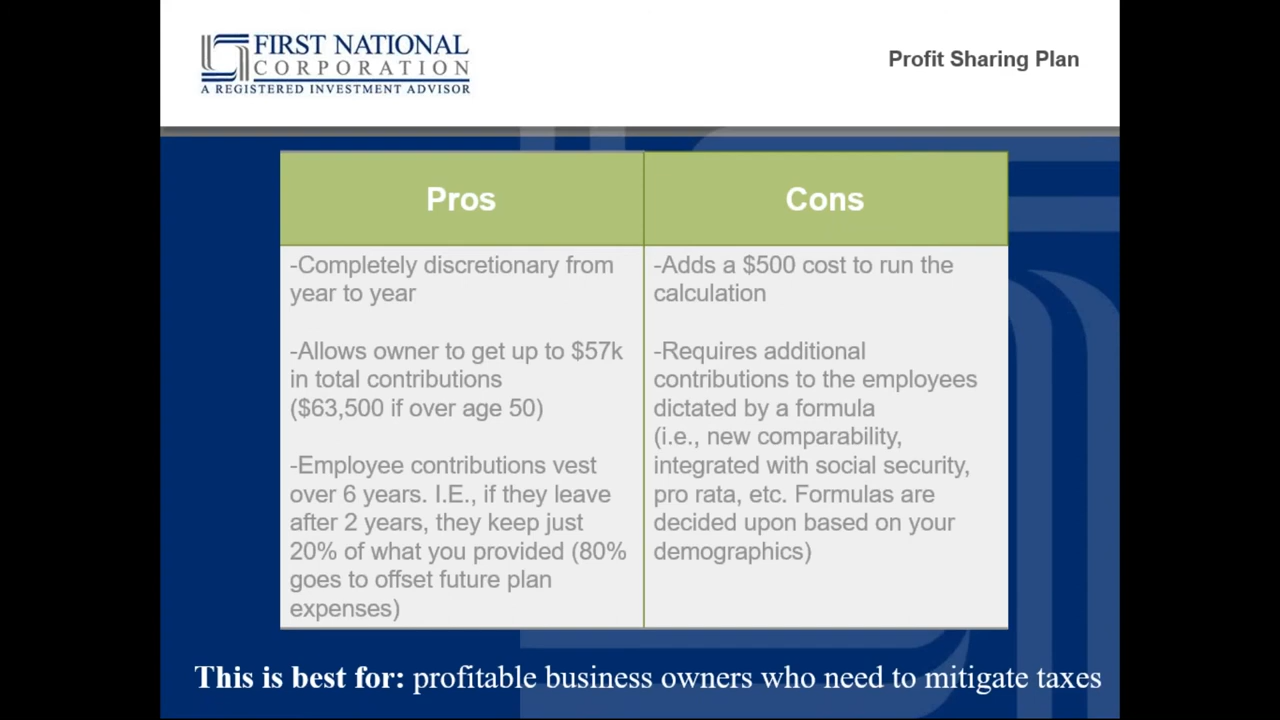 FIRST NATIONAL
CORPORATION
A REGISTERED INVESTMENT ADVISOR
Profit Sharing Plan
Pros
Cons
-Completely discretionary from
year to year
-Allows owner to get up to $57k
in total contributions
($63,500 if over age 50)
-Employee contributions vest
over 6 years. I.E., if they leave
after 2 years, they keep just
20% of what you provided (80%
goes to offset future plan
expenses)
-Adds a $500 cost to run the
calculation
-Requires additional
contributions to the employees
dictated by a formula
(i.e., new comparability,
integrated with social security,
pro rata, etc. Formulas are
decided upon based on your
demographics)
This is best for: profitable business owners who need to mitigate taxes